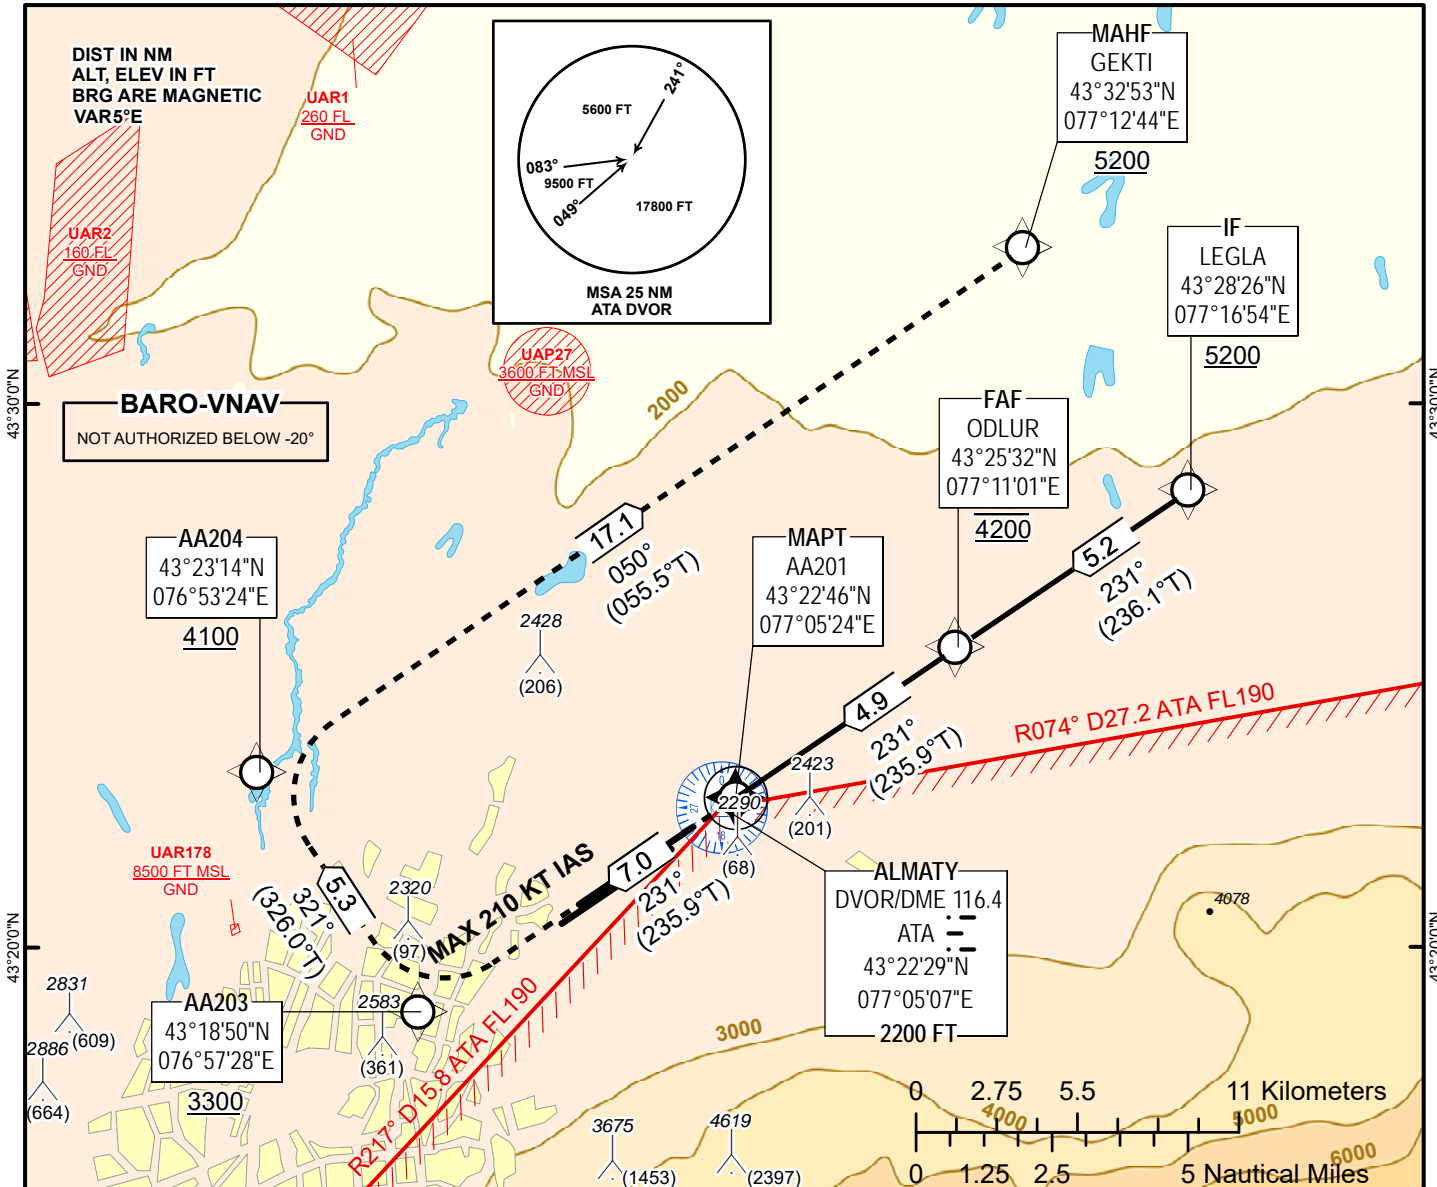 DIST IN NM
ALT, ELEV IN FT
BRG ARE MAGNETIC
VAR5°E
UAR1
260 FL
GND
UAR2
160 FL
GND
5600 FT
241°
083°
9500 FT
049°
17800 FT
MSA 25 NM
ATA DVOR
MAHF
GEKTI
43°32'53"N
077°12'44"E
5200
IF
LEGLA
43°28'26"N
077°16'54"E
5200
UAP27
3600 FT MSL
GND
2000
43°30'0"N
43°30'0"N
BARO-VNAV
NOT AUTHORIZED BELOW -20°
FAF
ODLUR
43°25'32"N
077°11'01"E
4200
AA204
43°23'14"N
076°53'24"E
4100
17.1
050°
(055.5°T)
MAPT
AA201
43°22'46"N
077°05'24"E
5.2
231°
(236.1°T)
2428
(206)
4.9
231°
(235.9°T)
R074° D27.2 ATA FL190
2423
(201)
0
27
18
2290
(68)
UAR178
8500 FT MSL
GND
5.3
321°
(326.0°T)
2320
(97)
MAX 210 KT IAS
7.0
231°
(235.9°T)
ALMATY
DVOR/DME 116.4
ATA
43°22'29"N
077°05'07"E
2200 FT
4078
43°20'0"N
43°20'0"N
2831
(609)
2886
(664)
AA203
43°18'50"N
076°57'28"E
3300
2583
(361)
R217° D15.8 ATA FL190
3000
4000
5000
6000
3675
(1453)
4619
(2397)
0 2.75 5.5 11 Kilometers
0 1.25 2.5 5 Nautical Miles